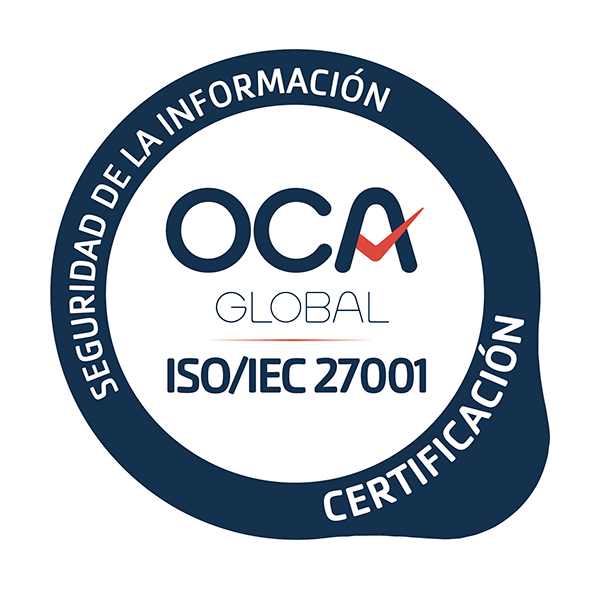 SEGURIDAD DE LA INFORMACIÓN
OCA
GLOBAL
ISO/IEC 27001
CERTIFICACIÓN